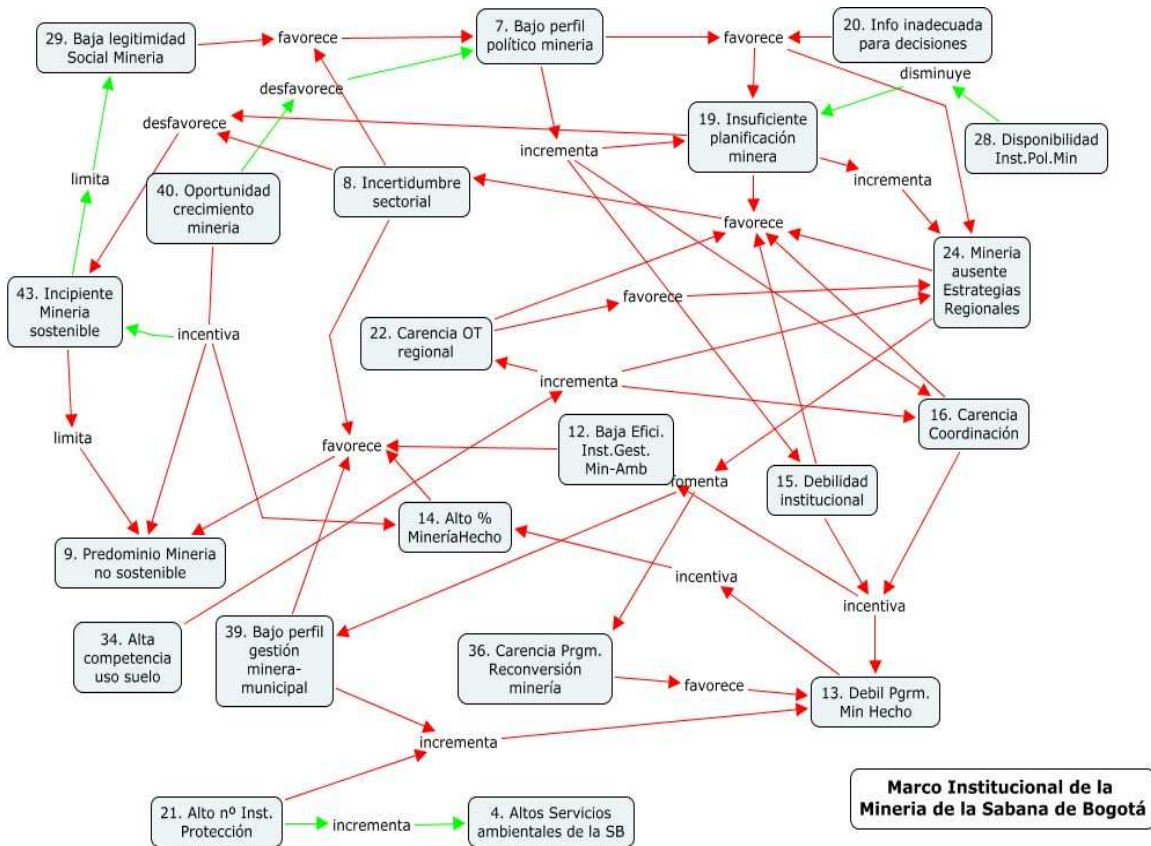 29. Baja legitimidad
Social Mineria
favorece
7. Bajo perfil
político mineria
favorece
20. Info inadecuada
para decisiones
disminuye
desfavorece
desfavorece
19. Insuficiente
planificación
minera
28. Disponibilidad
Inst.Pol.Min
incrementa
limita
40. Oportunidad
crecimiento
mineria
8. Incertidumbre
sectorial
incrementa
favorece
24. Mineria
ausente
Estrategias
Regionales
43. Incipiente
Mineria
sostenible
incentiva
favorece
22. Carencia OT
regional
incrementa
16. Carencia
Coordinación
limita
favorece
12. Baja Efici.
Inst.Gest.
Min-Amb
fomenta
15. Debilidad
institucional
14. Alto %
MineríaHecho
9. Predominio Mineria
no sostenible
incentiva
incentiva
34. Alta
competencia
uso suelo
39. Bajo perfil
gestión
minera-
municipal
36. Carencia Prgm.
Reconversión
minería
favorece
13. Debil Pgrm.
Min Hecho
incrementa
21. Alto nº Inst.
Protección
incrementa
4. Altos Servicios
ambientales de la SB
Marco Institucional de la
Mineria de la Sabana de Bogotá